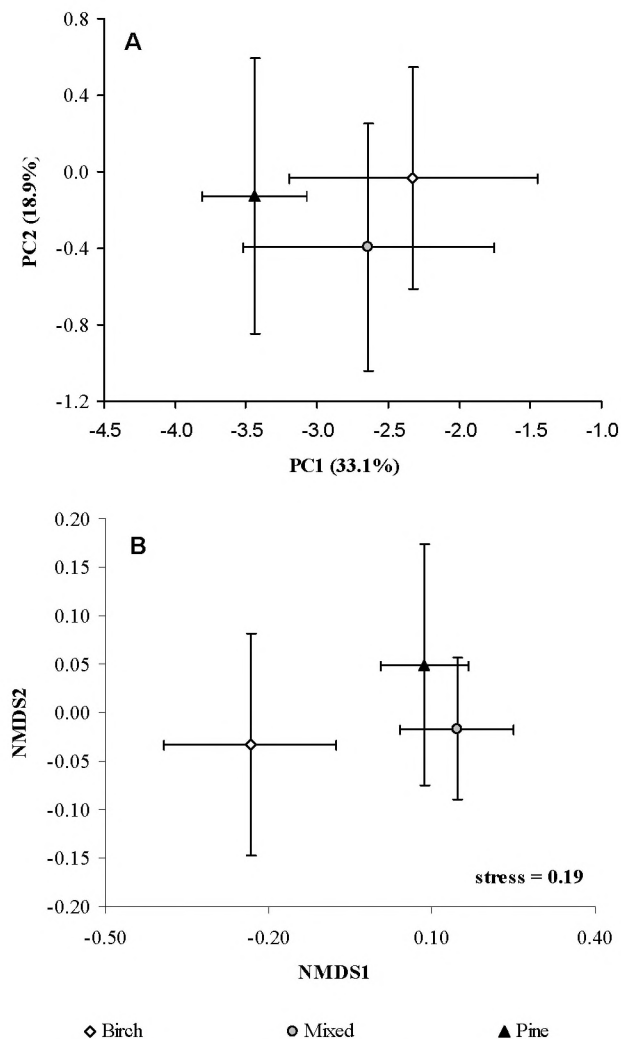 A
0.8
0.4
0.0
-0.4
-0.8
-1.2
PC2 (18.9%)
-4.5 -4.0 -3.5 -3.0 -2.5 -2.0 -1.5 -1.0
PC1 (33.1%)
B
0.20
0.15
0.10
0.05
0.00
-0.05
-0.10
-0.15
-0.20
NMDS2
stress = 0.19
-0.50 -0.20 0.10 0.40
NMDS1
Birch Mixed Pine